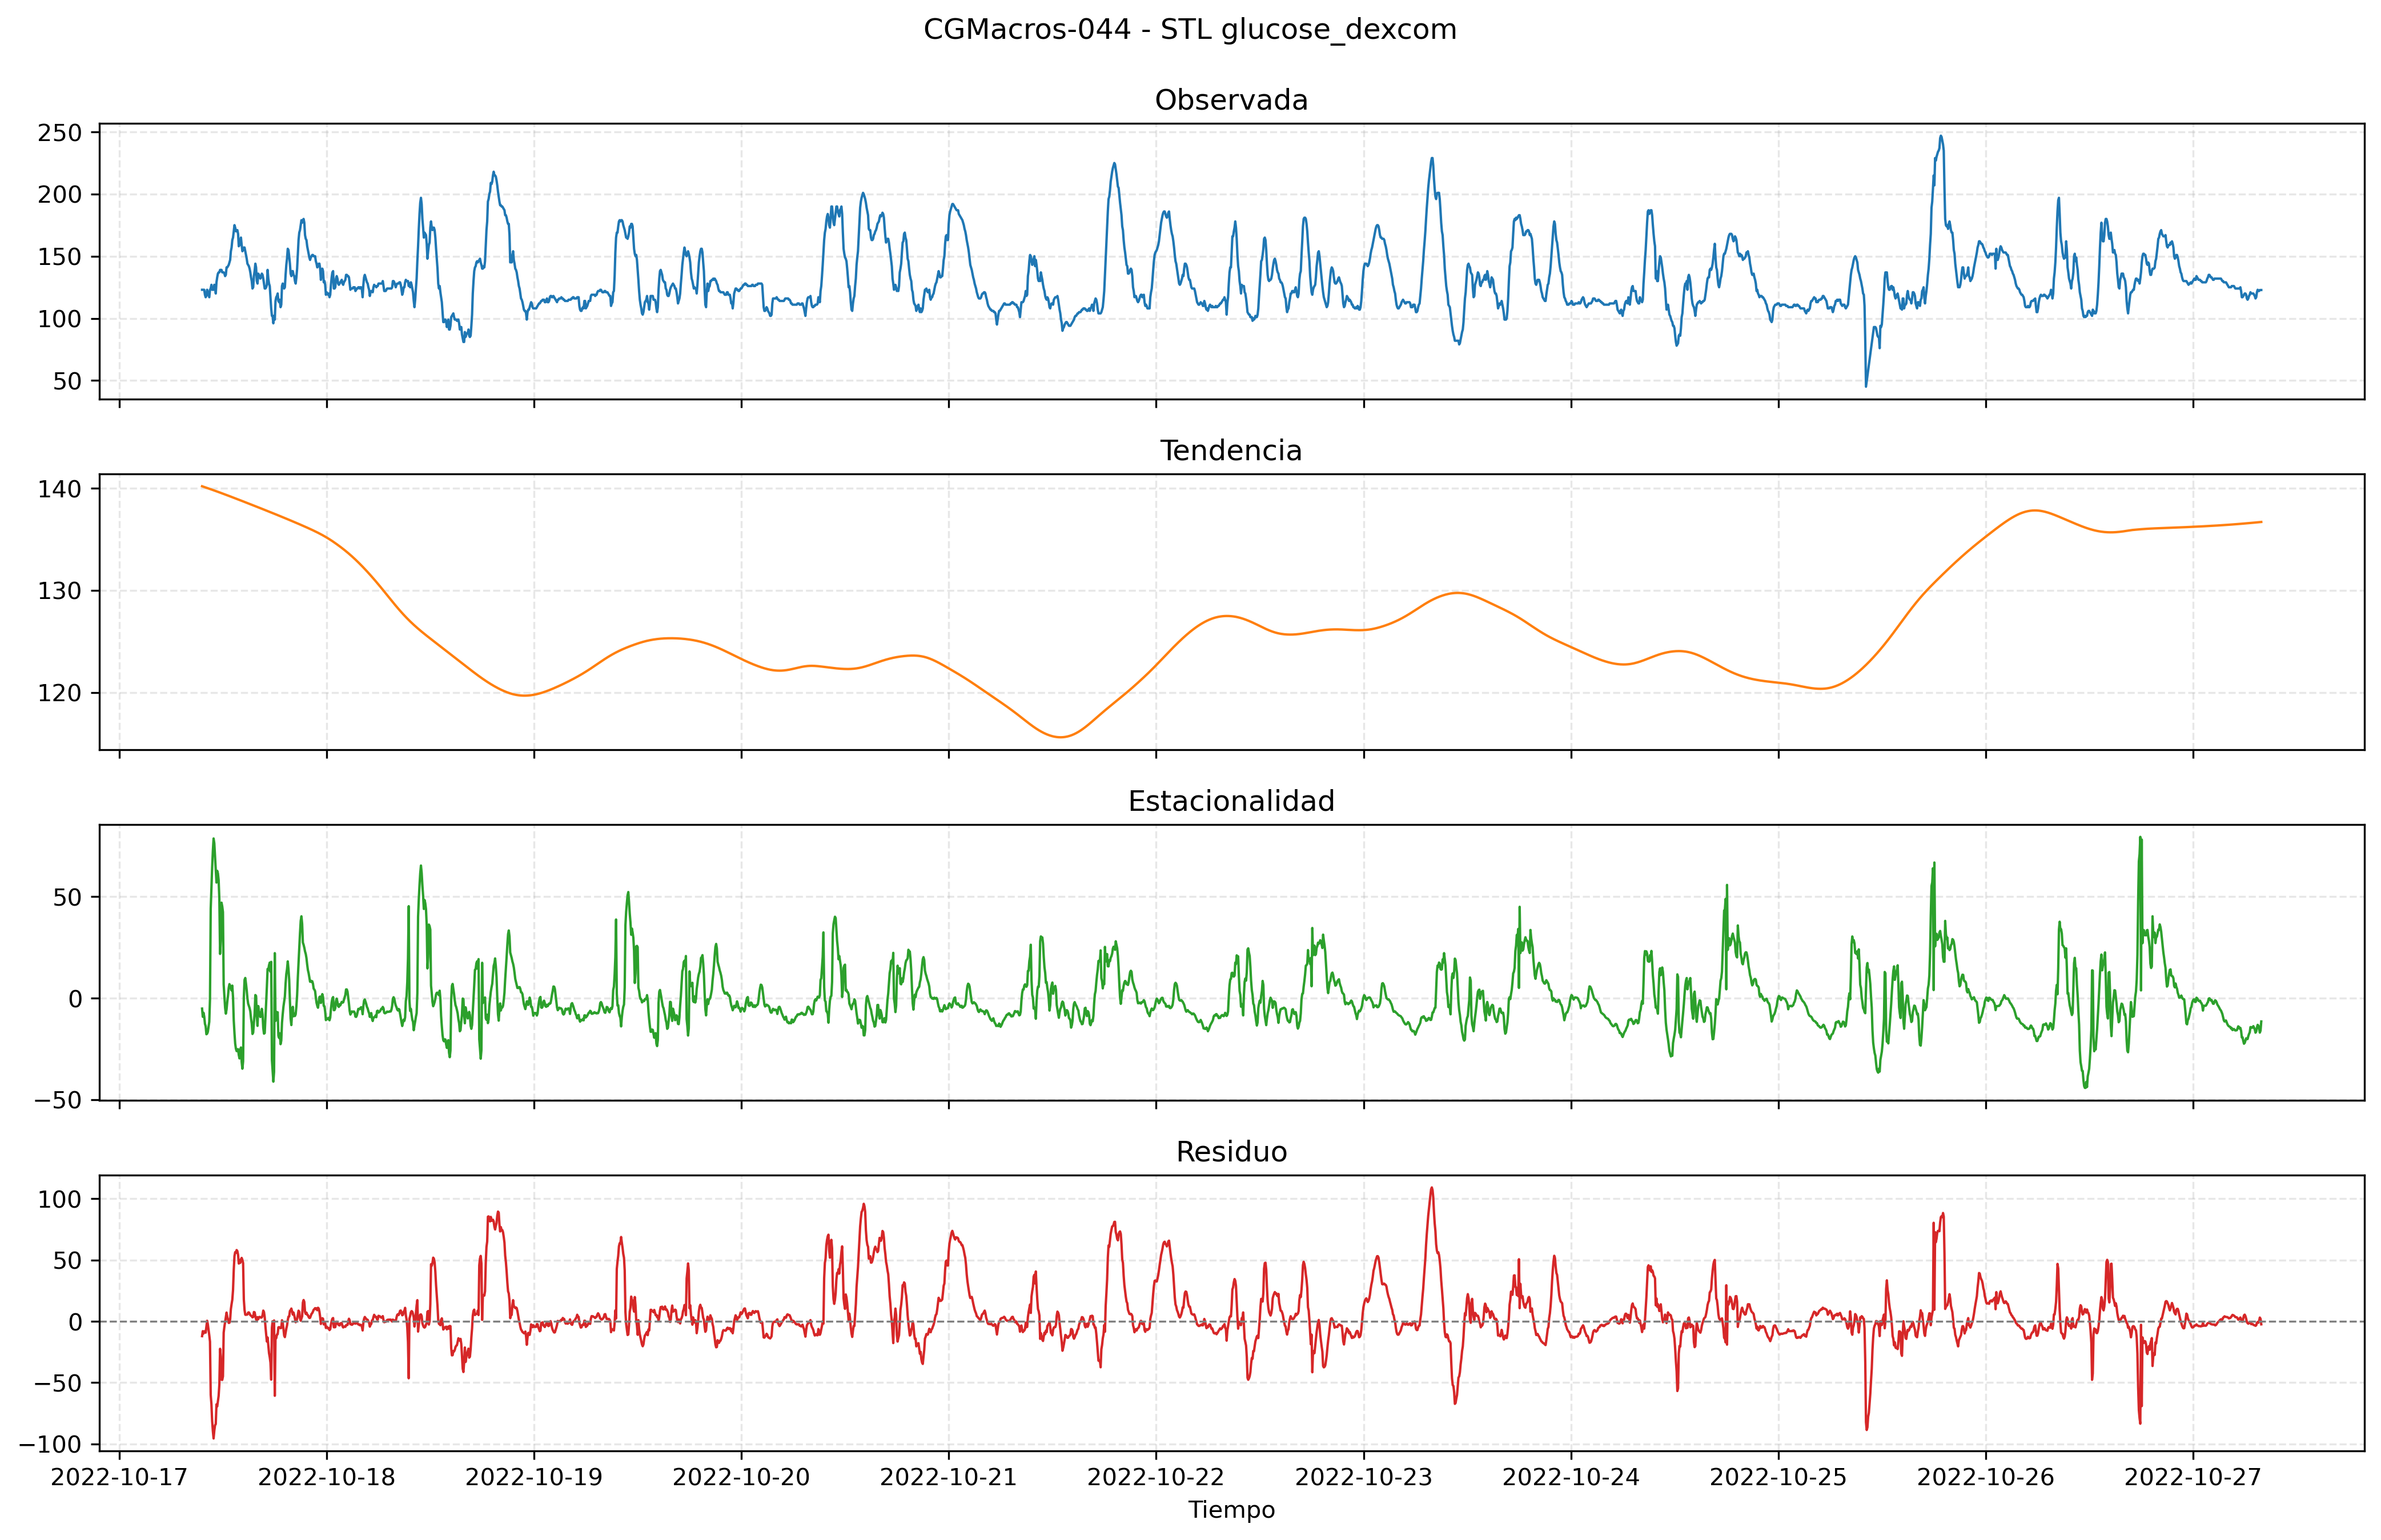 CGMacros-044 - STL glucose_dexcom
Observada
250
200
150
100
50
Tendencia
140
130
120
Estacionalidad
50
0
−50
Residuo
100
50
0
−50
−100
2022-10-17 2022-10-18 2022-10-19 2022-10-20 2022-10-21 2022-10-22 2022-10-23 2022-10-24 2022-10-25 2022-10-26 2022-10-27
Tiempo